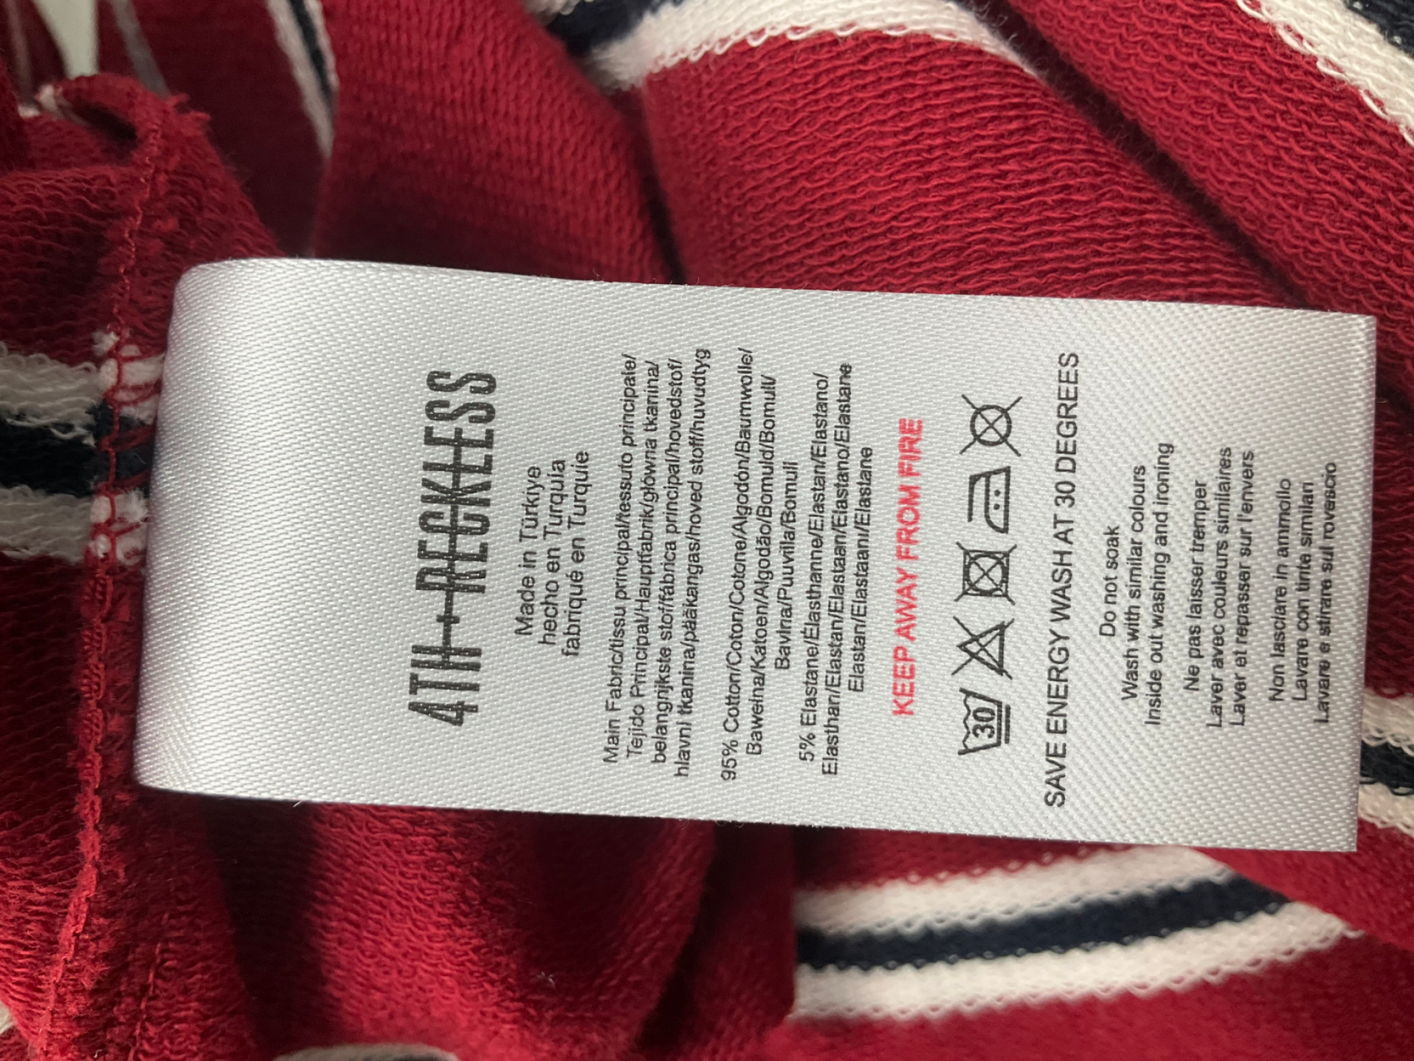 4TH+RECKLESS
Made in Türkiye
hecho en Turquía
fabriqué en Turquie
Main Fabric/tissu principal/tessuto principale/
Tejido Principal/Hauptfabrik/główna tkanina/
belangrijkste stof/fábrica principal/hovedstof/
hlavní tkanina/pääkangas/hoved stoff/huvudtyg
95% Cotton/Coton/Cotone/Algodón/Baumwolle/
Baweina/Katoen/Algodão/Bomuld/Bomull/
Bavlna/Puuvilla/Bomull
5% Elastane/Élasthanne/Elastan/Elastano/
Elasthan/Elastan/Elastaan/Elastano/Elastane
Elastan/Elastaani/Elastane
KEEP AWAY FROM FIRE
30
SAVE ENERGY WASH AT 30 DEGREES
Do not soak
Wash with similar colours
Inside out washing and ironing
Ne pas laisser tremper
Laver avec couleurs similaires
Laver et repasser sur l'envers
Non lasciare in ammollo
Lavare con tinte similari
Lavare e stirare sul rovescio